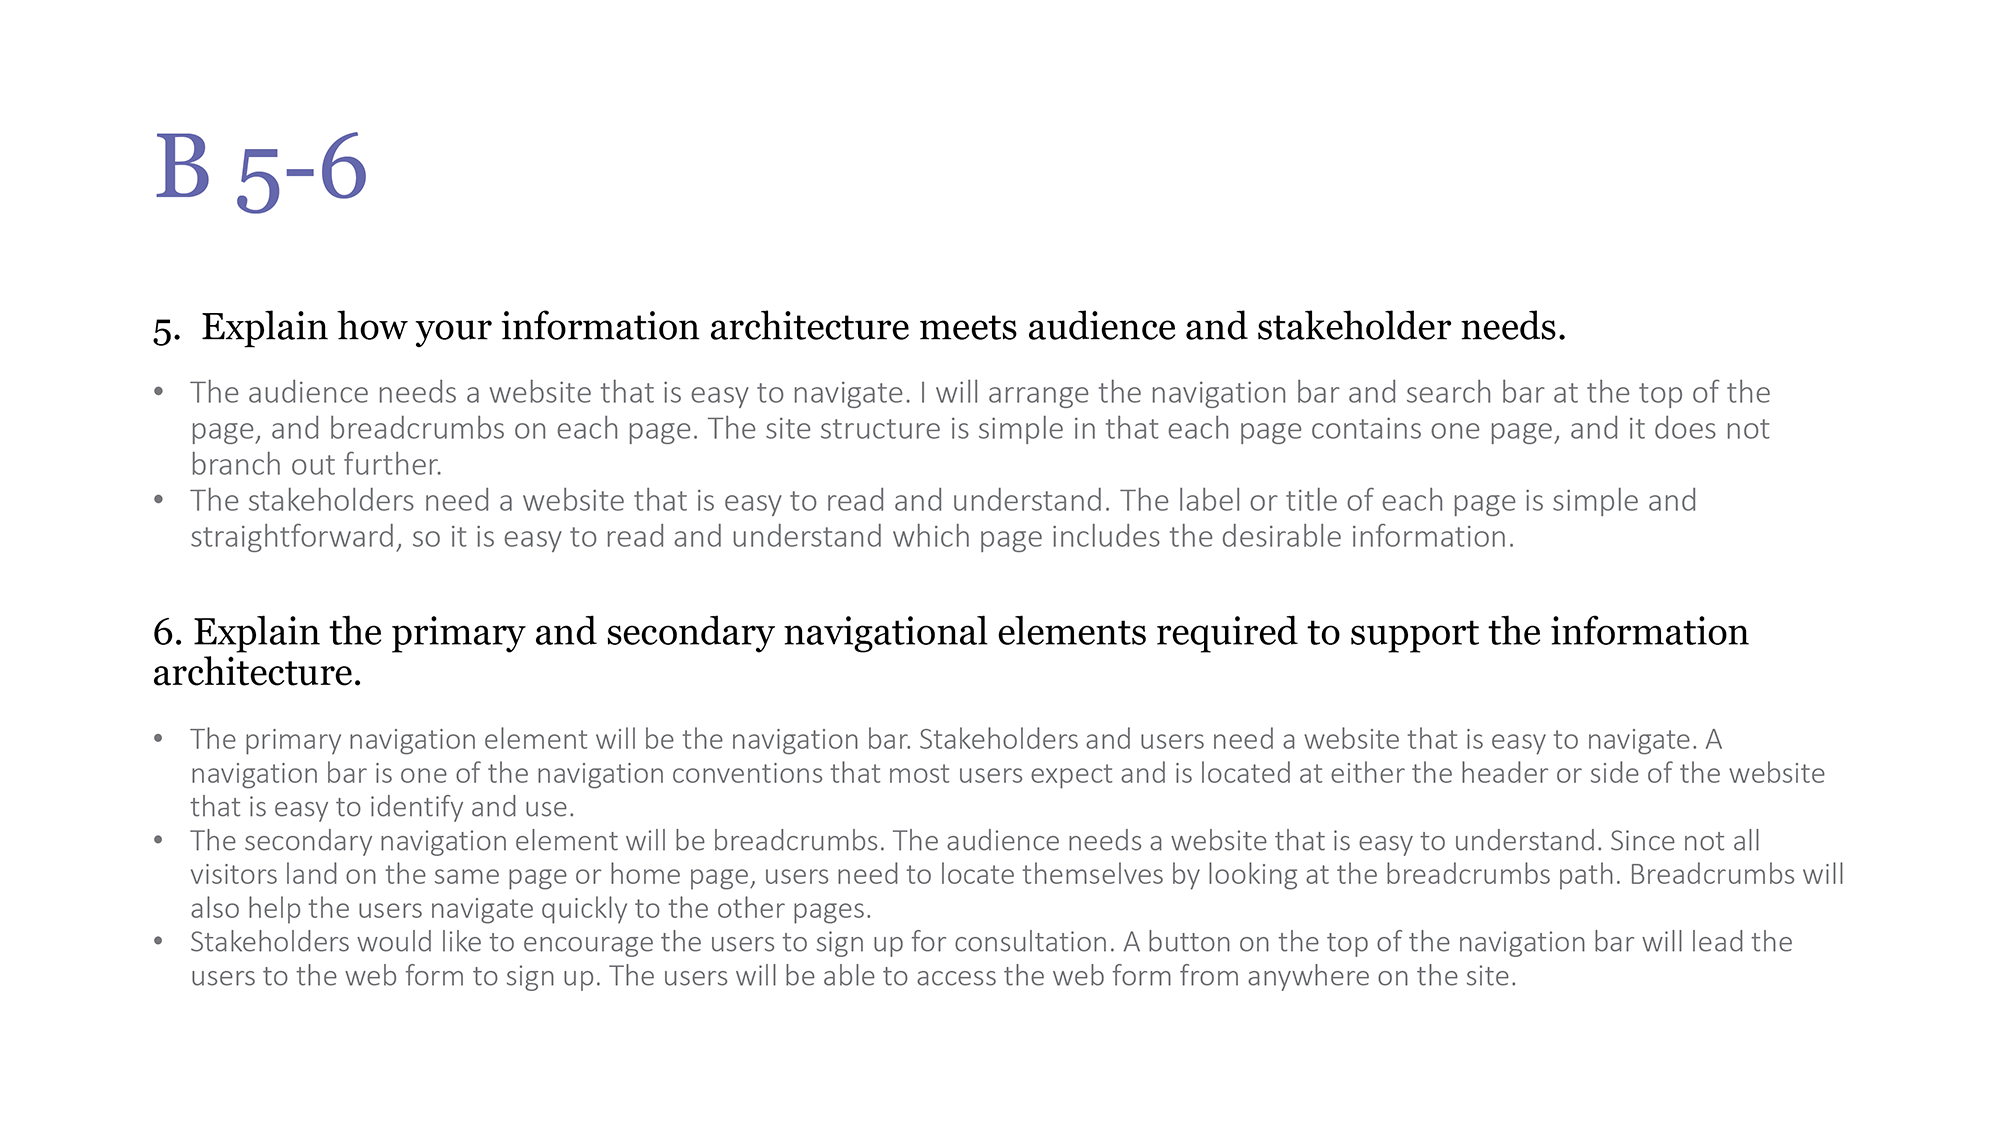 B 5-6
5. Explain how your information architecture meets audience and stakeholder needs.
• The audience needs a website that is easy to navigate. I will arrange the navigation bar and search bar at the top of the
page, and breadcrumbs on each page. The site structure is simple in that each page contains one page, and it does not
branch out further.
• The stakeholders need a website that is easy to read and understand. The label or title of each page is simple and
straightforward, so it is easy to read and understand which page includes the desirable information.
6. Explain the primary and secondary navigational elements required to support the information
architecture.
• The primary navigation element will be the navigation bar. Stakeholders and users need a website that is easy to navigate. A
navigation bar is one of the navigation conventions that most users expect and is located at either the header or side of the website
that is easy to identify and use.
• The secondary navigation element will be breadcrumbs. The audience needs a website that is easy to understand. Since not all
visitors land on the same page or home page, users need to locate themselves by looking at the breadcrumbs path. Breadcrumbs will
also help the users navigate quickly to the other pages.
• Stakeholders would like to encourage the users to sign up for consultation. A button on the top of the navigation bar will lead the
users to the web form to sign up. The users will be able to access the web form from anywhere on the site.